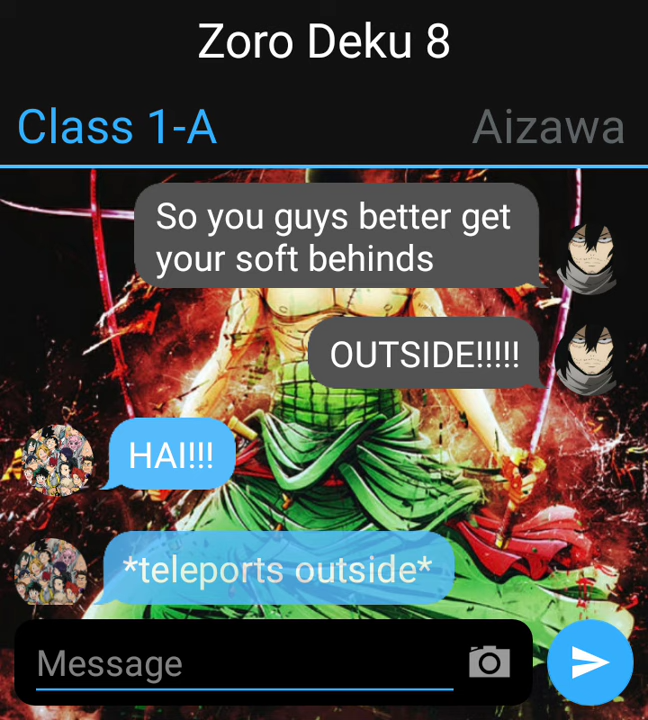 Zoro Deku 8
Class 1-A
Aizawa
So you guys better get
your soft behinds
OUTSIDE!!!!!
HAI!!!
*teleports outside*
Message